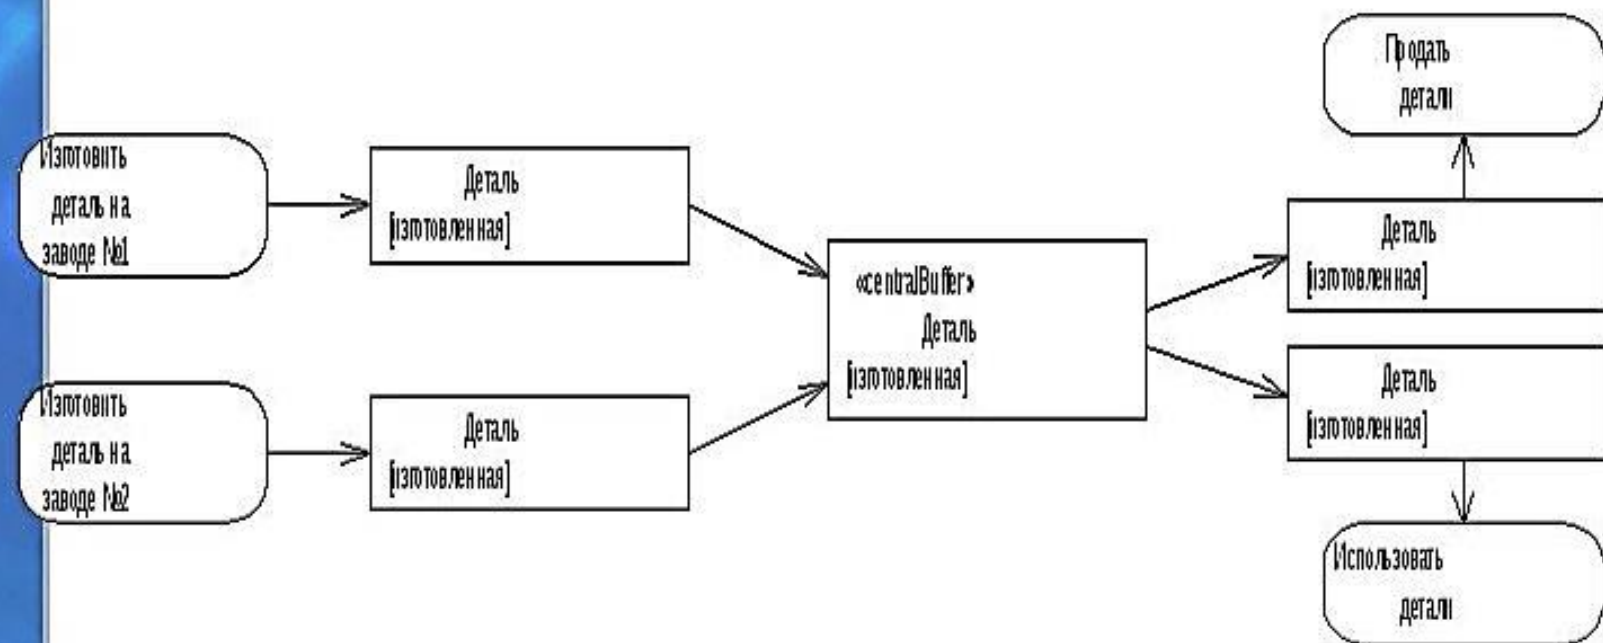 Изготовить
деталь на
заводе №1
Деталь
[изготовленная]
Изготовить
деталь на
заводе №2
Деталь
[изготовленная]
«centralBuffer»
Деталь
[изготовленная]
Продать
детали
Деталь
[изготовленная]
Деталь
[изготовленная]
Использовать
детали